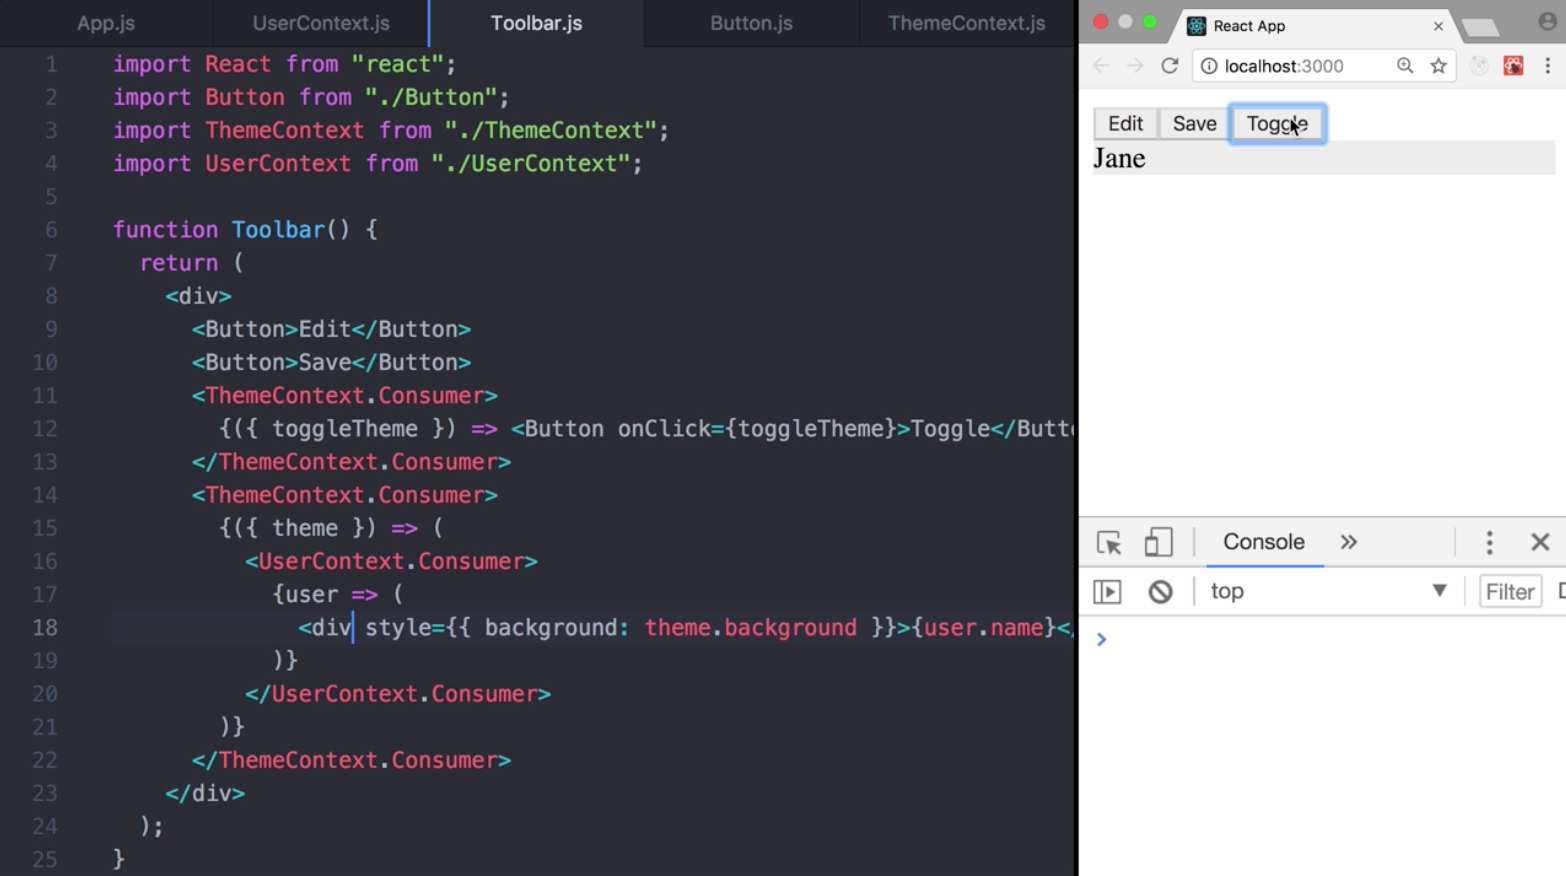 App.js UserContext.js Toolbar.js Button.js ThemeContext.js
1 import React from "react";
2 import Button from "./Button";
3 import ThemeContext from "./ThemeContext";
4 import UserContext from "./UserContext";
5
6 function Toolbar() {
7 return (
8 <div>
9 <Button>Edit</Button>
10 <Button>Save</Button>
11 <ThemeContext.Consumer>
12 {({ toggleTheme }) => <Button onClick={toggleTheme}>Toggle</Butt
13 </ThemeContext.Consumer>
14 <ThemeContext.Consumer>
15 {({ theme }) => (
16 <UserContext.Consumer>
17 {user => (
18 <div style={{ background: theme.background }}>{user.name}</
19 )}
20 </UserContext.Consumer>
21 )}
22 </ThemeContext.Consumer>
23 </div>
24 );
25 }
React App
localhost:3000
Edit Save Toggle
Jane
Console
top Filter